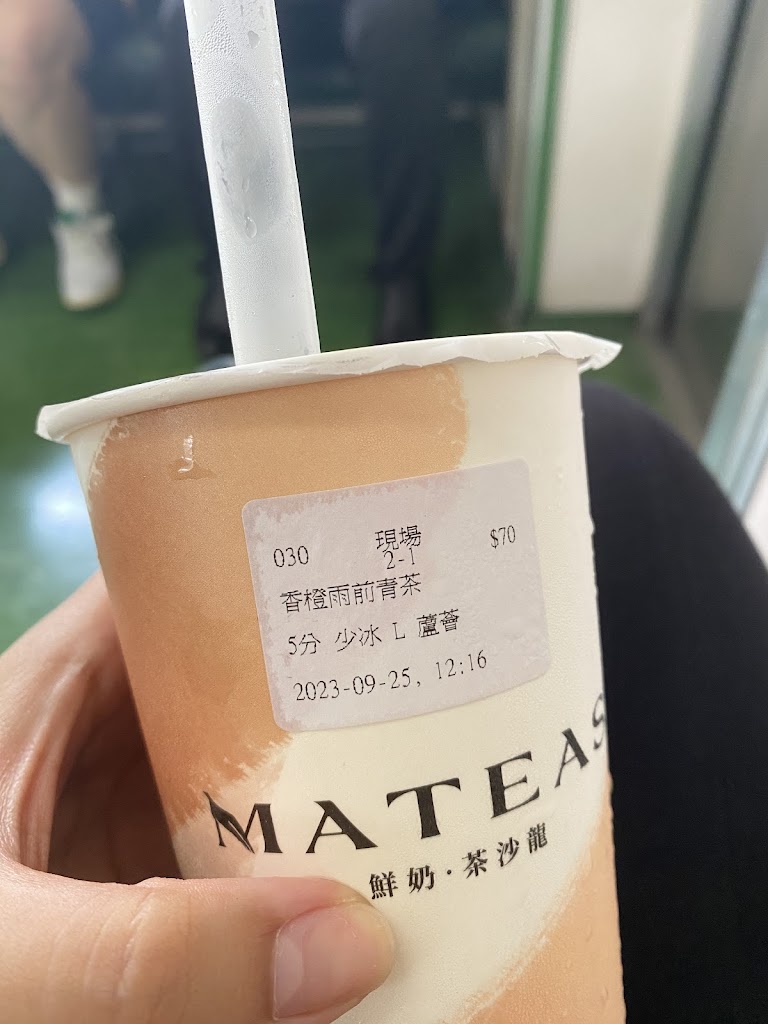 030 現場 $70
2-1
香橙雨前青茶
5分 少冰 L 蘆薈
2023-09-25, 12:16
MATEAS
鮮奶·茶沙龍